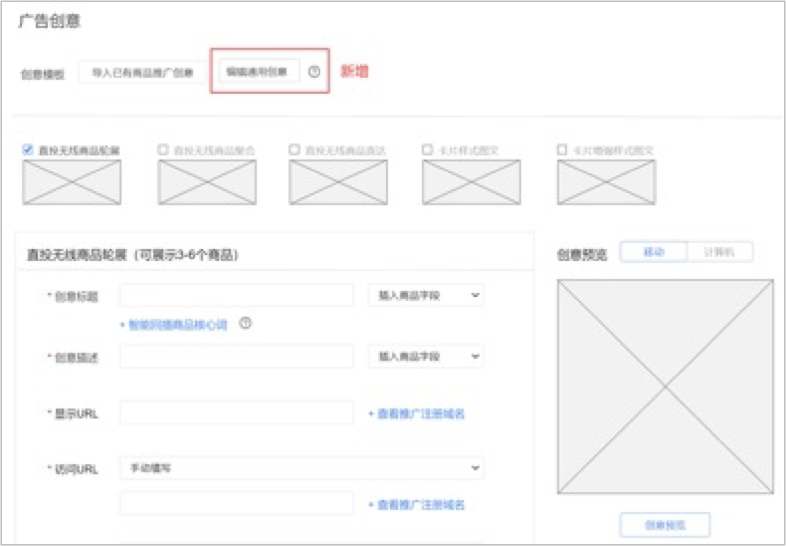 广告创意
创意模板 导入已有商品推广创意 编辑通用创意 ? 新增
直投无线商品轮展 直投无线商品聚合 直投无线商品直达 卡片样式图文 卡片增强样式图文
直投无线商品轮展（可展示3-6个商品） 创意预览 移动 计算机
* 创意标题 插入商品字段
+ 智能回插商品核心词 ?
* 创意描述 插入商品字段
* 显示URL + 查看推广注册域名
* 访问URL 手动填写
+ 查看推广注册域名
创意预览